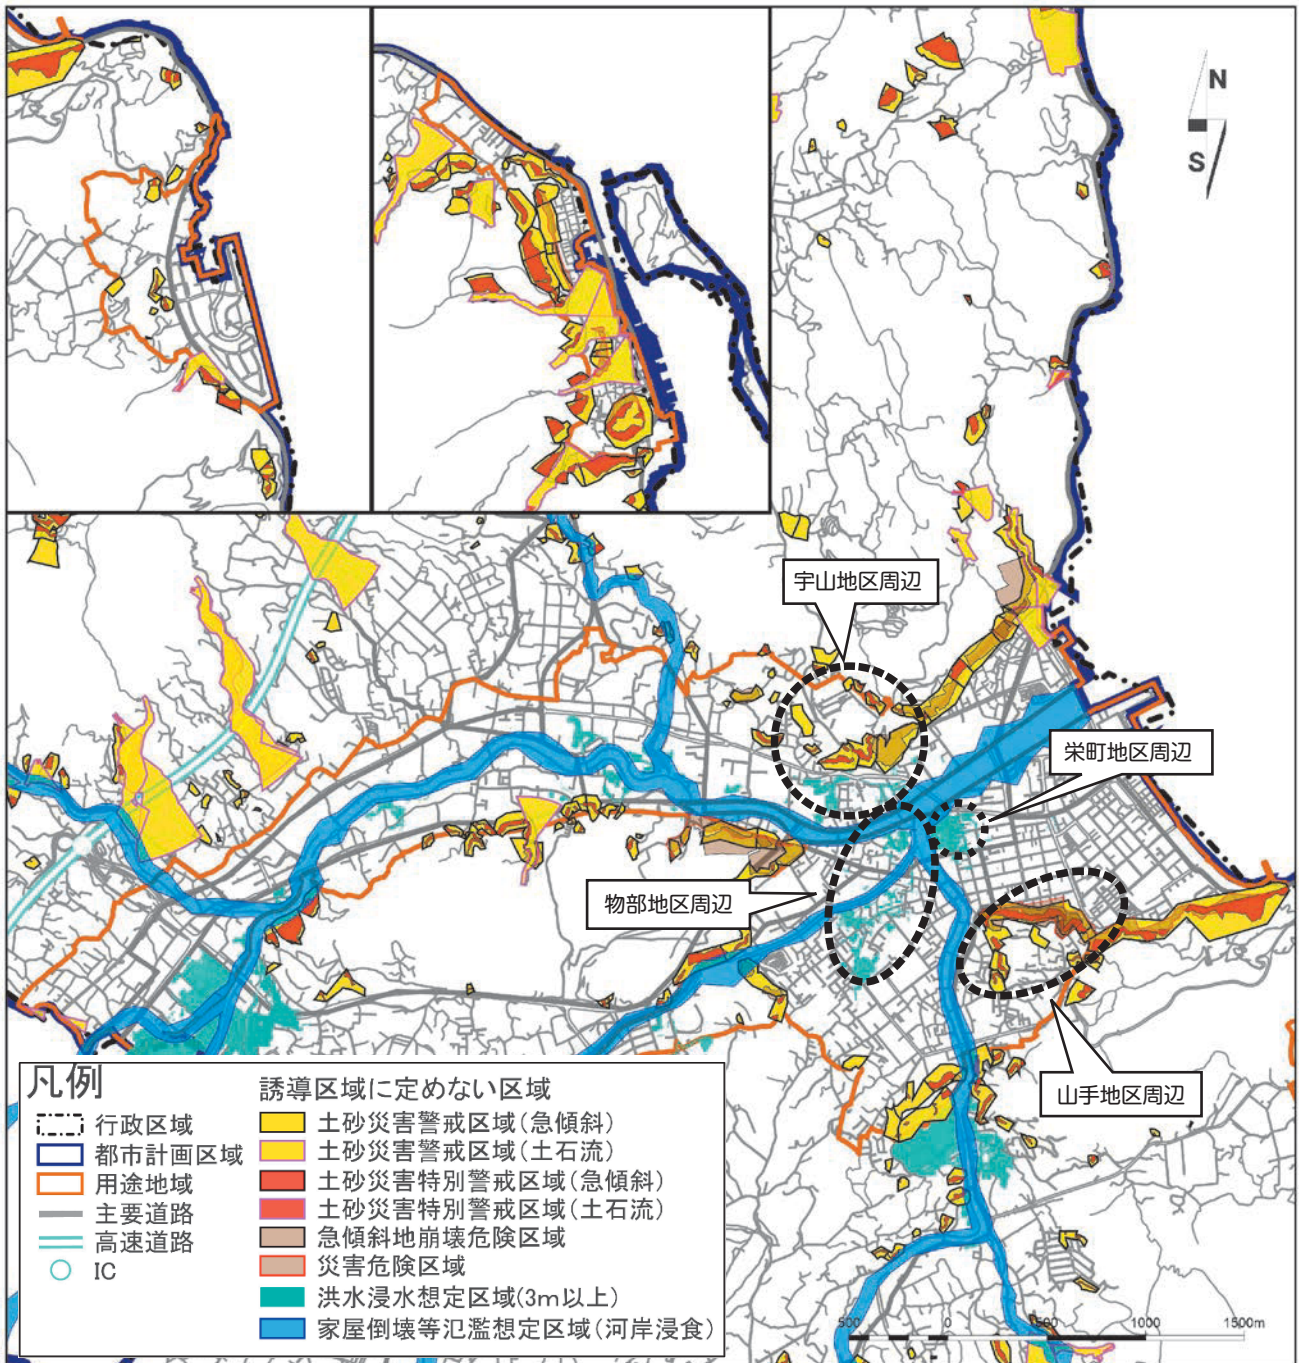 N
S
宇山地区周辺
栄町地区周辺
物部地区周辺
山手地区周辺
凡例
行政区域
都市計画区域
用途地域
主要道路
高速道路
IC
誘導区域に定めない区域
土砂災害警戒区域(急傾斜)
土砂災害警戒区域(土石流)
土砂災害特別警戒区域(急傾斜)
土砂災害特別警戒区域(土石流)
急傾斜地崩壊危険区域
災害危険区域
洪水浸水想定区域(3m以上)
家屋倒壊等氾濫想定区域(河岸浸食)
500 0 500 1000 1500m